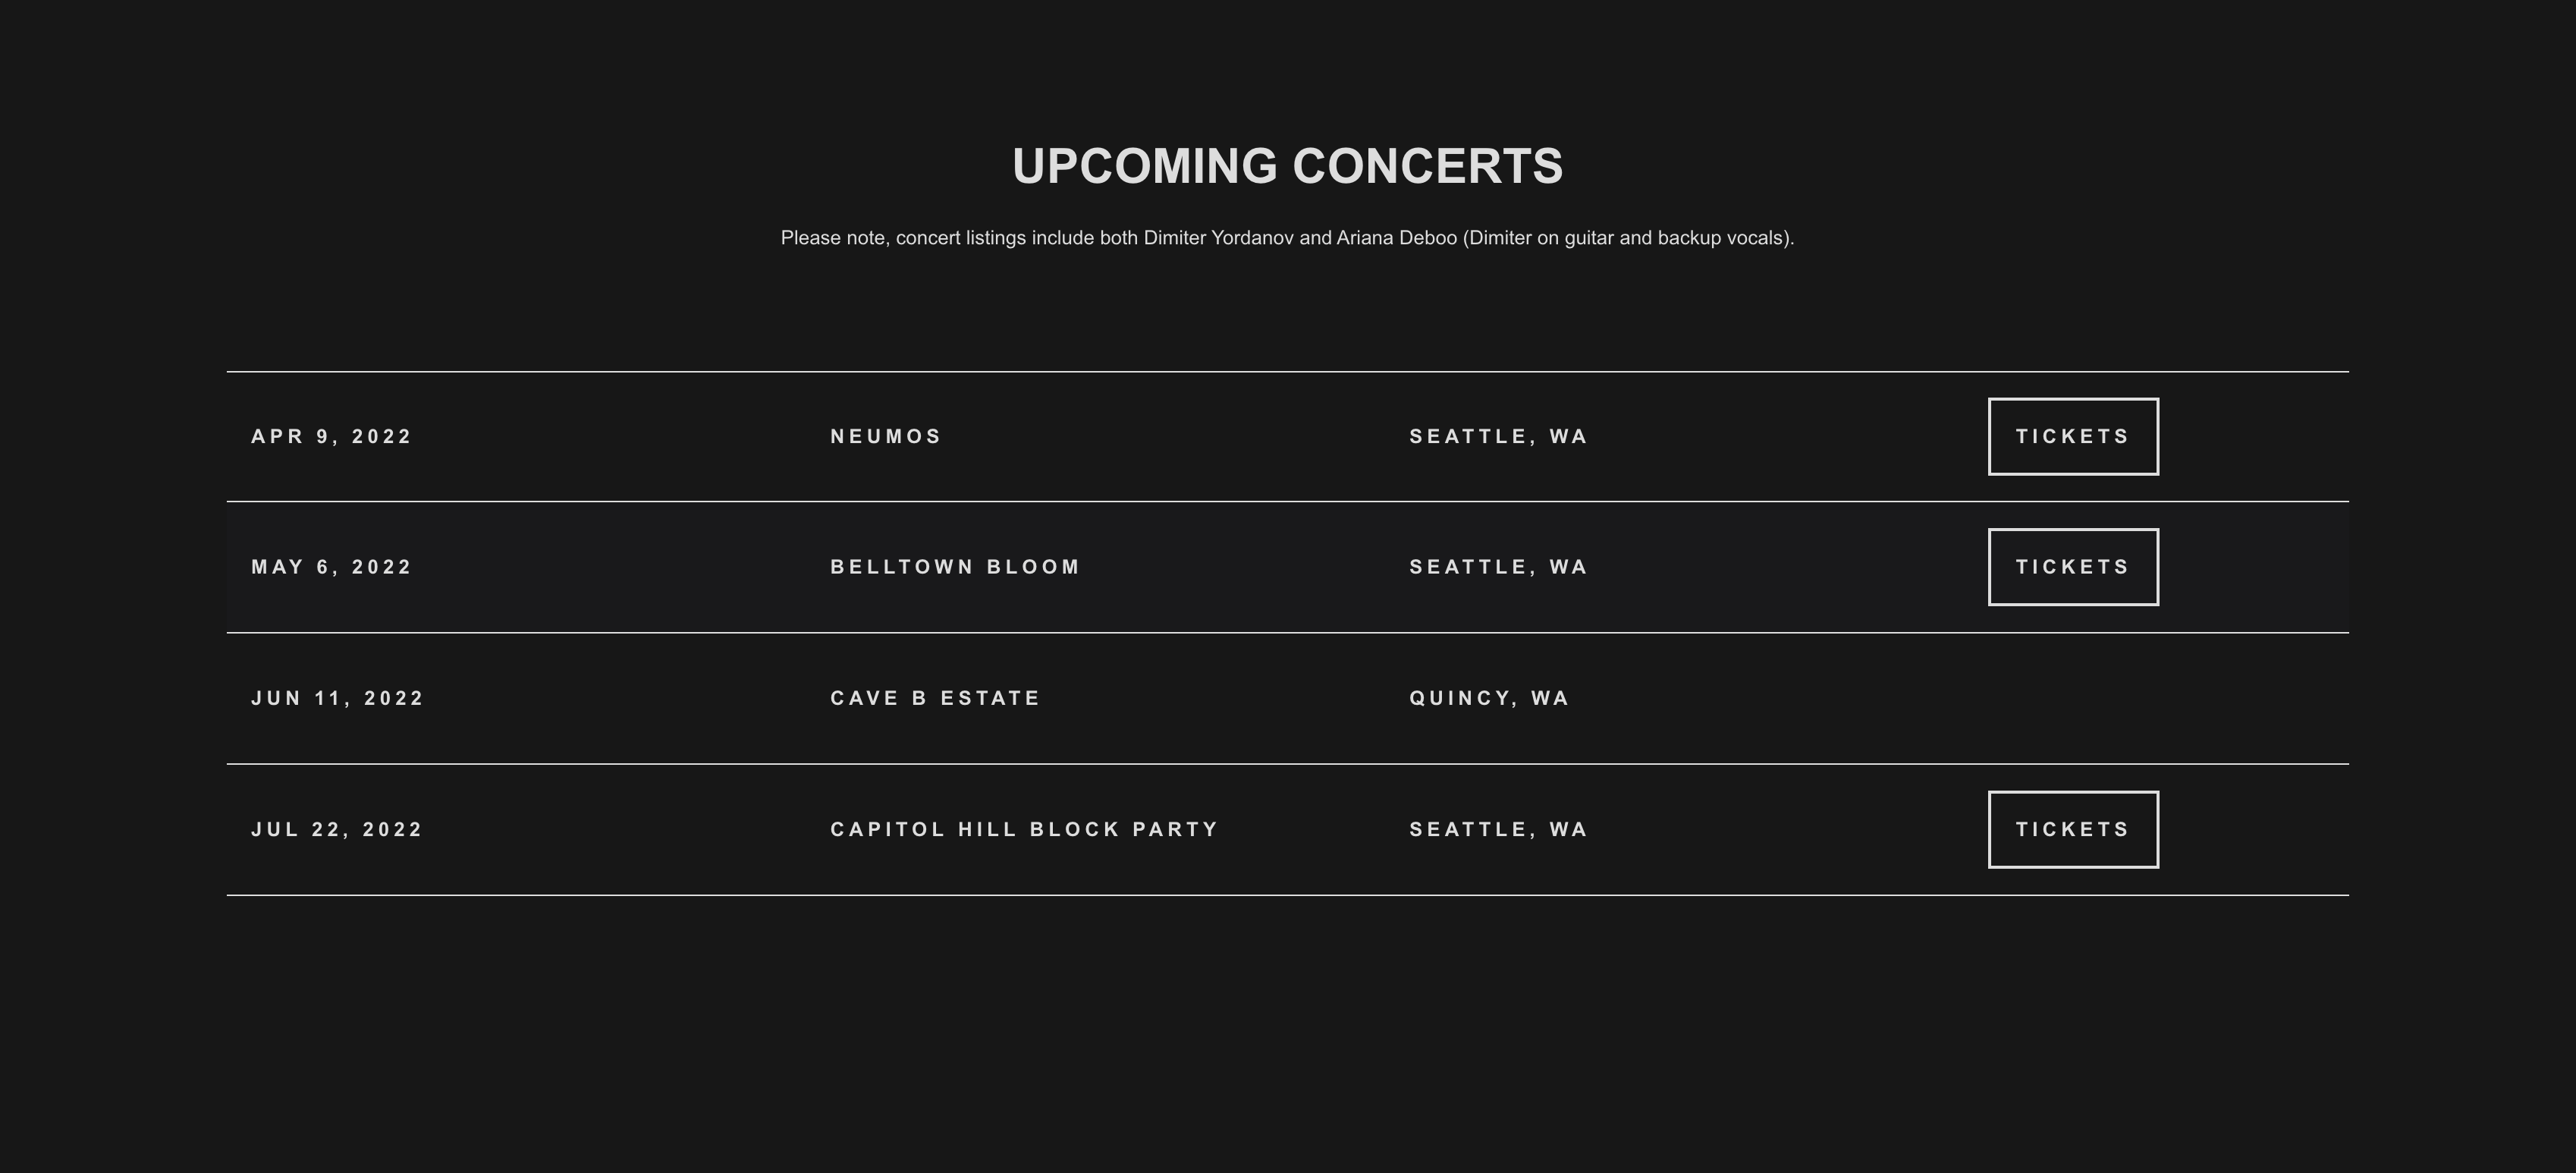 UPCOMING CONCERTS
Please note, concert listings include both Dimiter Yordanov and Ariana Deboo (Dimiter on guitar and backup vocals).
APR 9, 2022 NEUMOS SEATTLE, WA TICKETS
MAY 6, 2022 BELLTOWN BLOOM SEATTLE, WA TICKETS
JUN 11, 2022 CAVE B ESTATE QUINCY, WA
JUL 22, 2022 CAPITOL HILL BLOCK PARTY SEATTLE, WA TICKETS